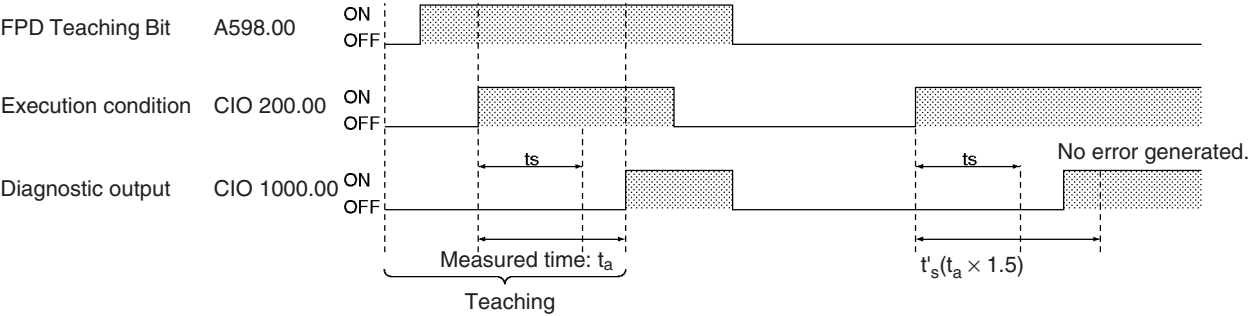 FPD Teaching Bit A598.00 ON
OFF
Execution condition CIO 200.00 ON
OFF
ts ts No error generated.
Diagnostic output CIO 1000.00 ON
OFF
Measured time: ta t's(ta × 1.5)
Teaching